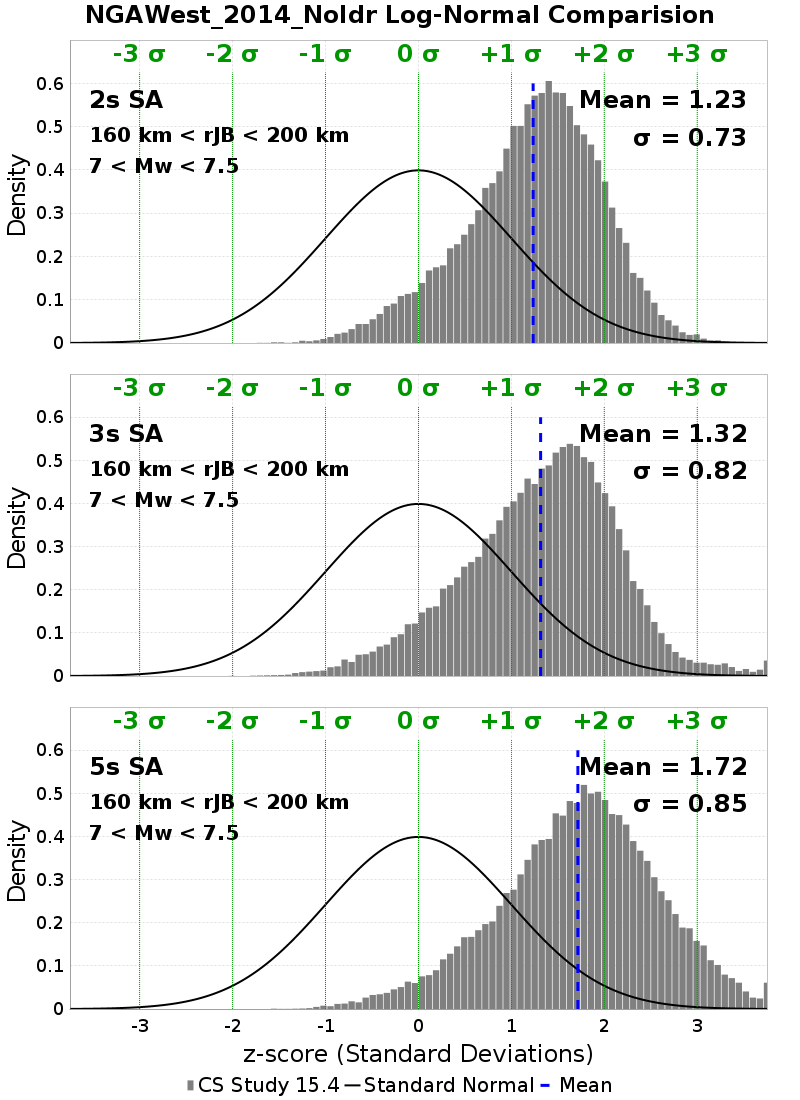 NGAWest_2014_NoIdr Log-Normal Comparision
-3 σ -2 σ -1 σ 0 σ +1 σ +2 σ +3 σ
2s SA
160 km < rJB < 200 km
7 < Mw < 7.5
Mean = 1.23
σ = 0.73
Density
0.6
0.5
0.4
0.3
0.2
0.1
0
-3 σ -2 σ -1 σ 0 σ +1 σ +2 σ +3 σ
3s SA
160 km < rJB < 200 km
7 < Mw < 7.5
Mean = 1.32
σ = 0.82
Density
0.6
0.5
0.4
0.3
0.2
0.1
0
-3 σ -2 σ -1 σ 0 σ +1 σ +2 σ +3 σ
5s SA
160 km < rJB < 200 km
7 < Mw < 7.5
Mean = 1.72
σ = 0.85
Density
0.6
0.5
0.4
0.3
0.2
0.1
0
-3 -2 -1 0 1 2 3
z-score (Standard Deviations)
CS Study 15.4 Standard Normal Mean